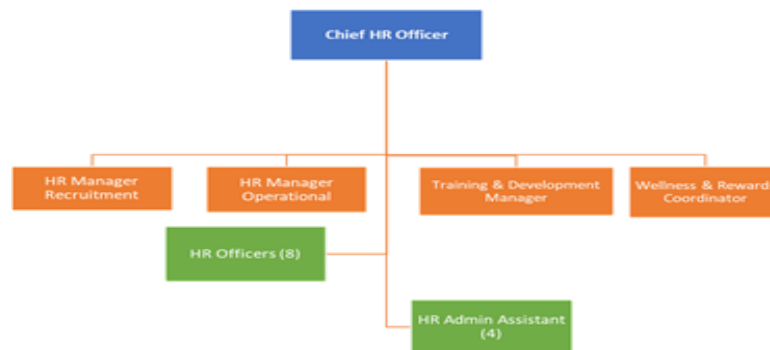 Chief HR Officer
HR Manager
Recruitment
HR Manager
Operational
Training & Development
Manager
Wellness & Reward
Coordinator
HR Officers (8)
HR Admin Assistant
(4)